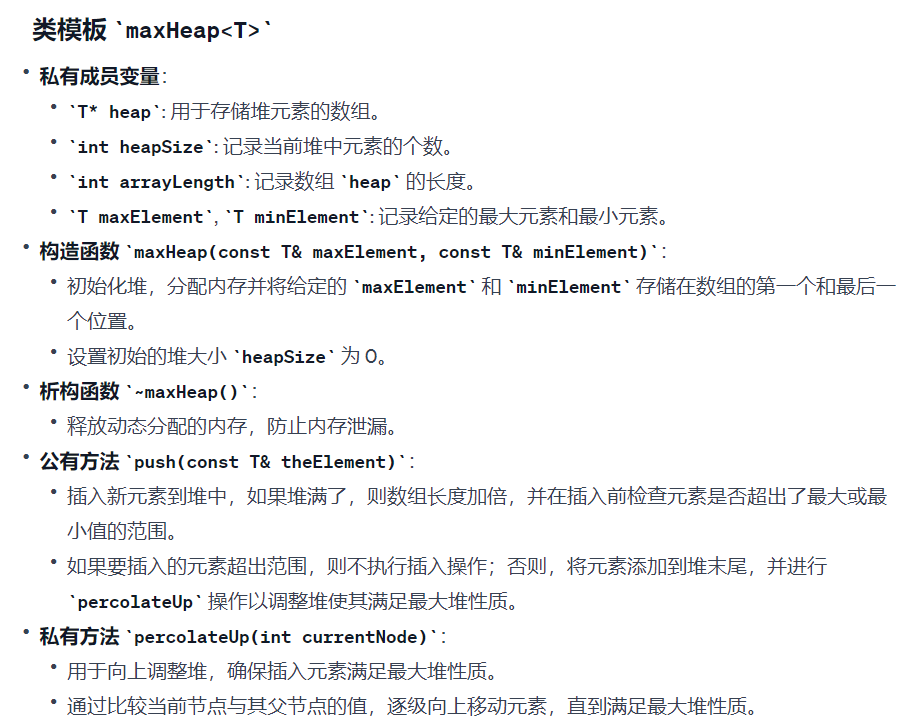 类模板 `maxHeap<T>`
• 私有成员变量：
• `T* heap`: 用于存储堆元素的数组。
• `int heapSize`: 记录当前堆中元素的个数。
• `int arrayLength`: 记录数组 `heap` 的长度。
• `T maxElement`, `T minElement`: 记录给定的最大元素和最小元素。
• 构造函数 `maxHeap(const T& maxElement, const T& minElement)`：
• 初始化堆，分配内存并将给定的 `maxElement` 和 `minElement` 存储在数组的第一个和最后一
个位置。
• 设置初始的堆大小 `heapSize` 为 0。
• 析构函数 `~maxHeap()`：
• 释放动态分配的内存，防止内存泄漏。
• 公有方法 `push(const T& theElement)`：
• 插入新元素到堆中，如果堆满了，则数组长度加倍，并在插入前检查元素是否超出了最大或最
小值的范围。
• 如果要插入的元素超出范围，则不执行插入操作；否则，将元素添加到堆末尾，并进行
`percolateUp` 操作以调整堆使其满足最大堆性质。
• 私有方法 `percolateUp(int currentNode)`：
• 用于向上调整堆，确保插入元素满足最大堆性质。
• 通过比较当前节点与其父节点的值，逐级向上移动元素，直到满足最大堆性质。